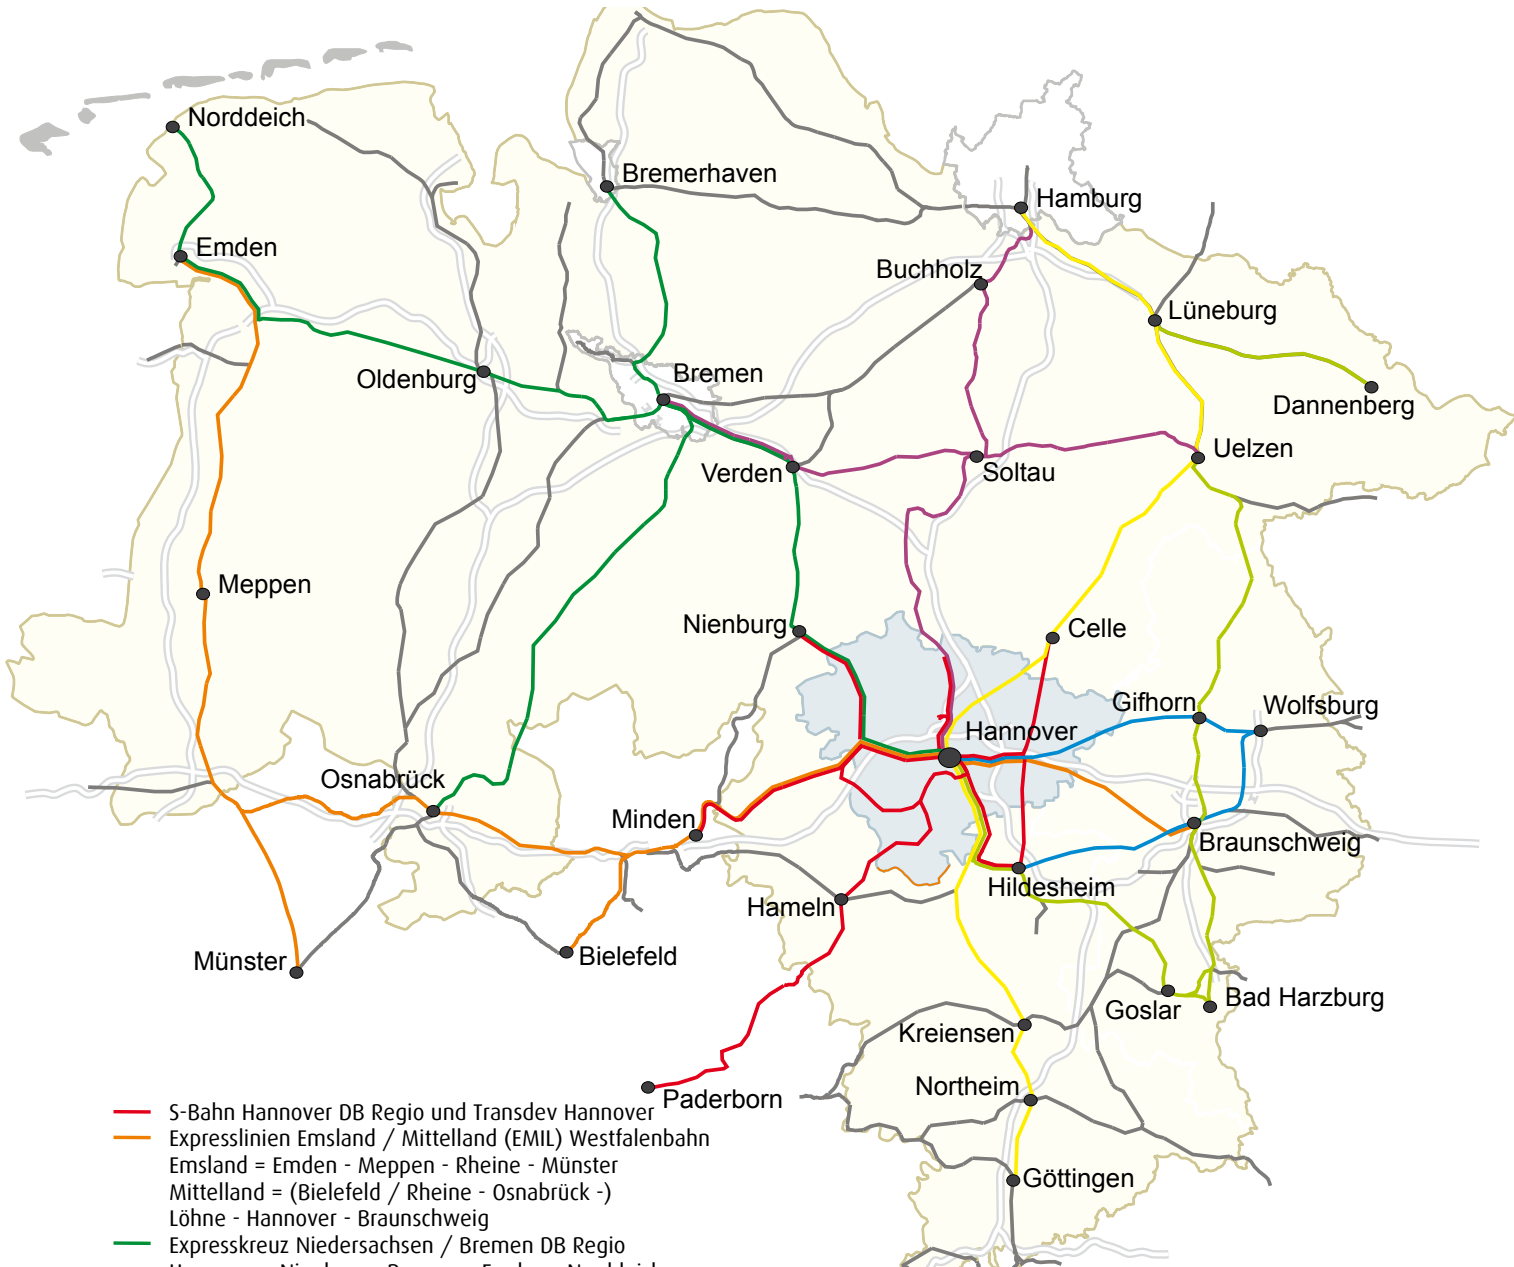 Norddeich
Bremerhaven
Hamburg
Emden
Buchholz
Lüneburg
Oldenburg
Bremen
Dannenberg
Verden
Soltau
Uelzen
Meppen
Nienburg
Celle
Gifhorn
Wolfsburg
Hannover
Osnabrück
Minden
Braunschweig
Hildesheim
Hameln
Münster
Bielefeld
Goslar
Bad Harzburg
Kreiensen
Northeim
Paderborn
Göttingen
S-Bahn Hannover DB Regio und Transdev Hannover
Expresslinien Emsland / Mittelland (EMIL) Westfalenbahn
Emsland = Emden - Meppen - Rheine - Münster
Mittelland = (Bielefeld / Rheine - Osnabrück -)
Löhne - Hannover - Braunschweig
Expresskreuz Niedersachsen / Bremen DB Regio